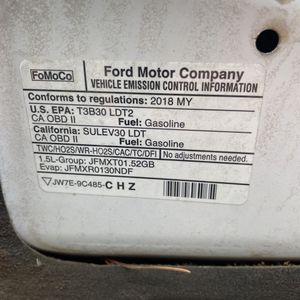 FoMoCo
Ford Motor Company
VEHICLE EMISSION CONTROL INFORMATION
Conforms to regulations: 2018 MY
U.S. EPA: T3B30 LDT2
CA OBD II Fuel: Gasoline
California: SULEV30 LDT
CA OBD II Fuel: Gasoline
TWC/HO2S/WR-HO2S/CAC/TC/DFI No adjustments needed.
1.5L-Group: JFMXT01.52GB
Evap: JFMXR0130NDF
JW7E-9C485-CHZ